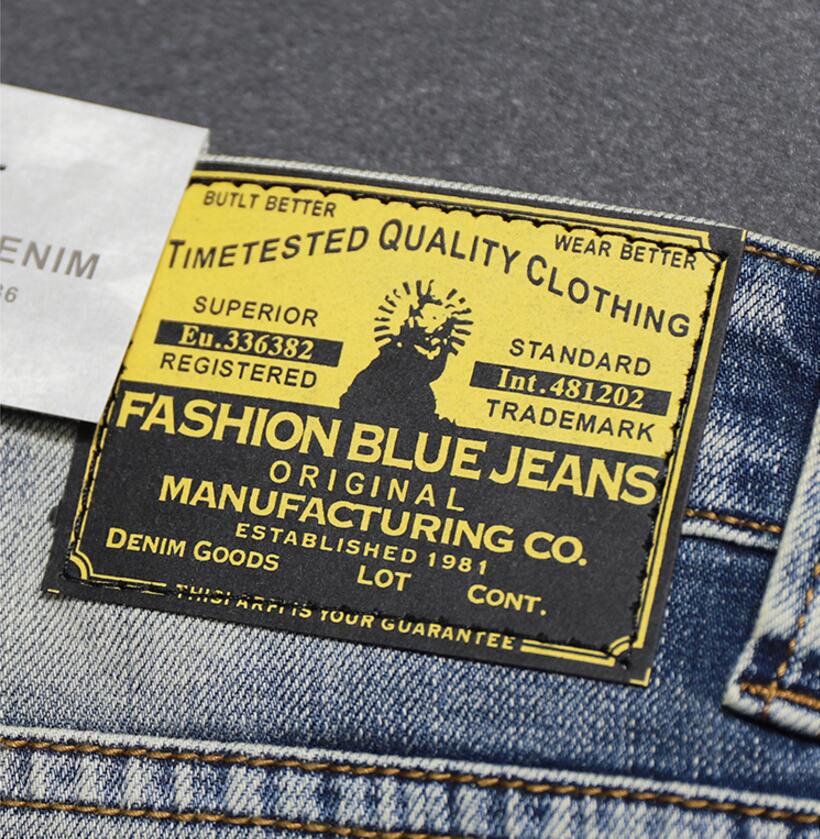 ENIM
36
BUTLT BETTER
WEAR BETTER
TIMETESTED QUALITY CLOTHING
SUPERIOR
Eu.336382
REGISTERED
STANDARD
Int.481202
TRADEMARK
FASHION BLUE JEANS
ORIGINAL
MANUFACTURING CO.
ESTABLISHED 1981
DENIM GOODS
LOT
CONT.
IS YOUR GUARANTEE